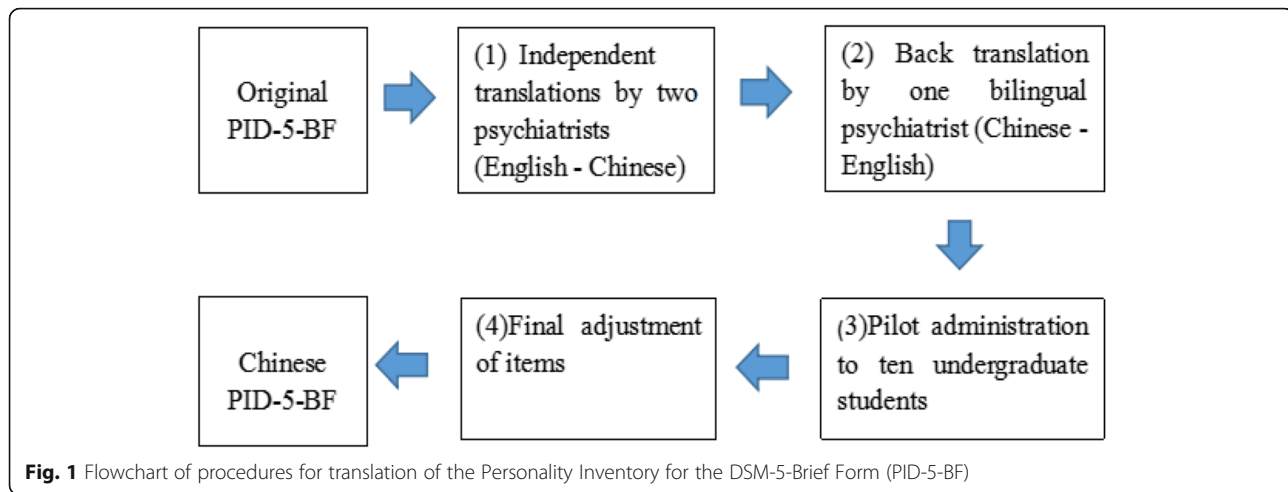 Original
PID-5-BF
(1) Independent
translations by two
psychiatrists
(English - Chinese)
(2) Back translation
by one bilingual
psychiatrist (Chinese -
English)
(3)Pilot administration
to ten undergraduate
students
(4)Final adjustment
of items
Chinese
PID-5-BF
Fig. 1 Flowchart of procedures for translation of the Personality Inventory for the DSM-5-Brief Form (PID-5-BF)